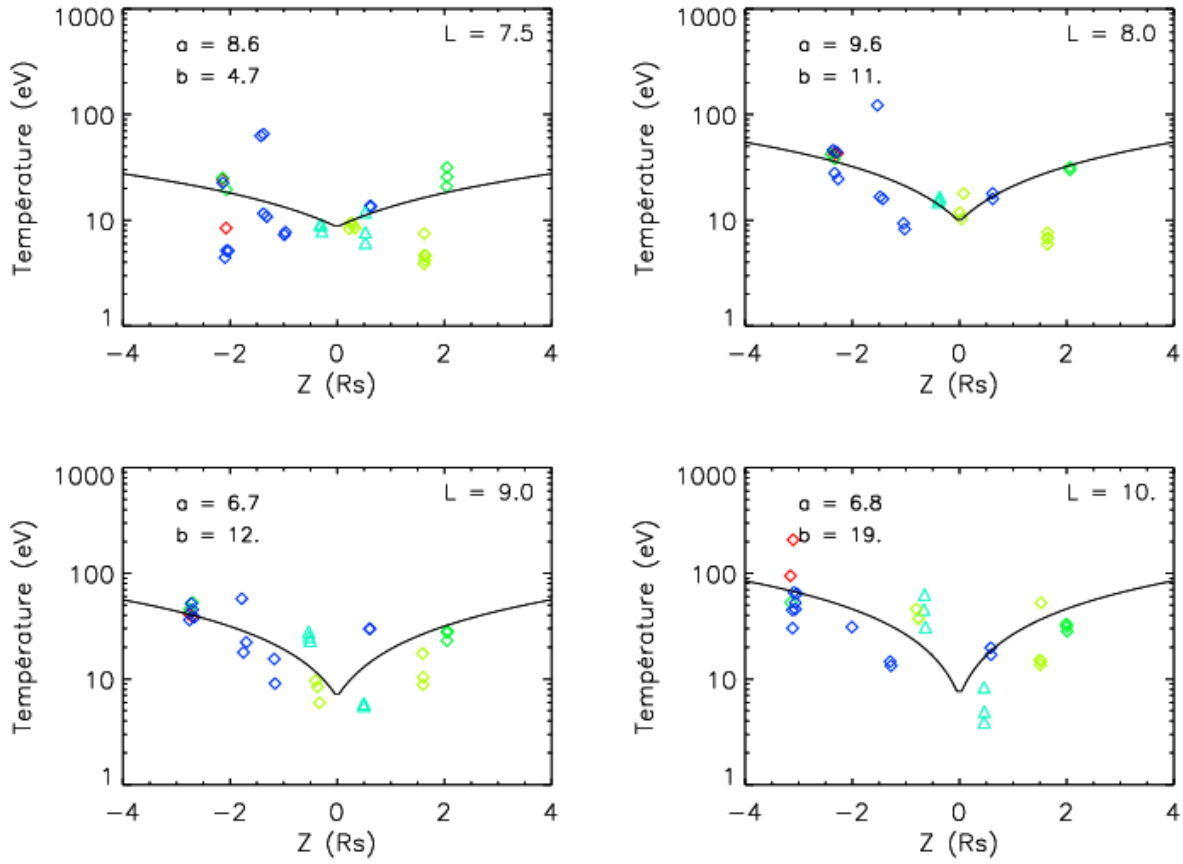 1000
100
10
1
Température (eV)
a = 8.6
b = 4.7
L = 7.5
−4 −2 0 2 4
Z (Rs)
1000
100
10
1
Température (eV)
a = 9.6
b = 11.
L = 8.0
−4 −2 0 2 4
Z (Rs)
1000
100
10
1
Température (eV)
a = 6.7
b = 12.
L = 9.0
−4 −2 0 2 4
Z (Rs)
1000
100
10
1
Température (eV)
a = 6.8
b = 19.
L = 10.
−4 −2 0 2 4
Z (Rs)